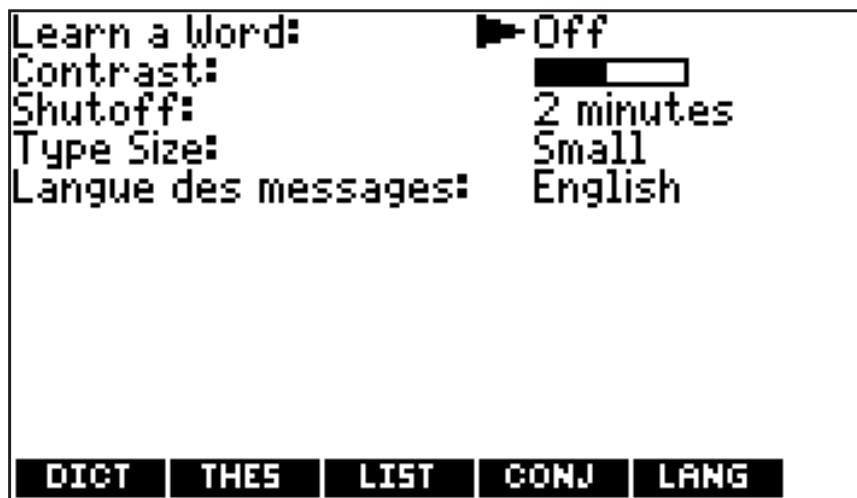 Learn a Word: Off
Contrast:
Shutoff: 2 minutes
Type Size: Small
Langue des messages: English
DICT THES LIST CONJ LANG